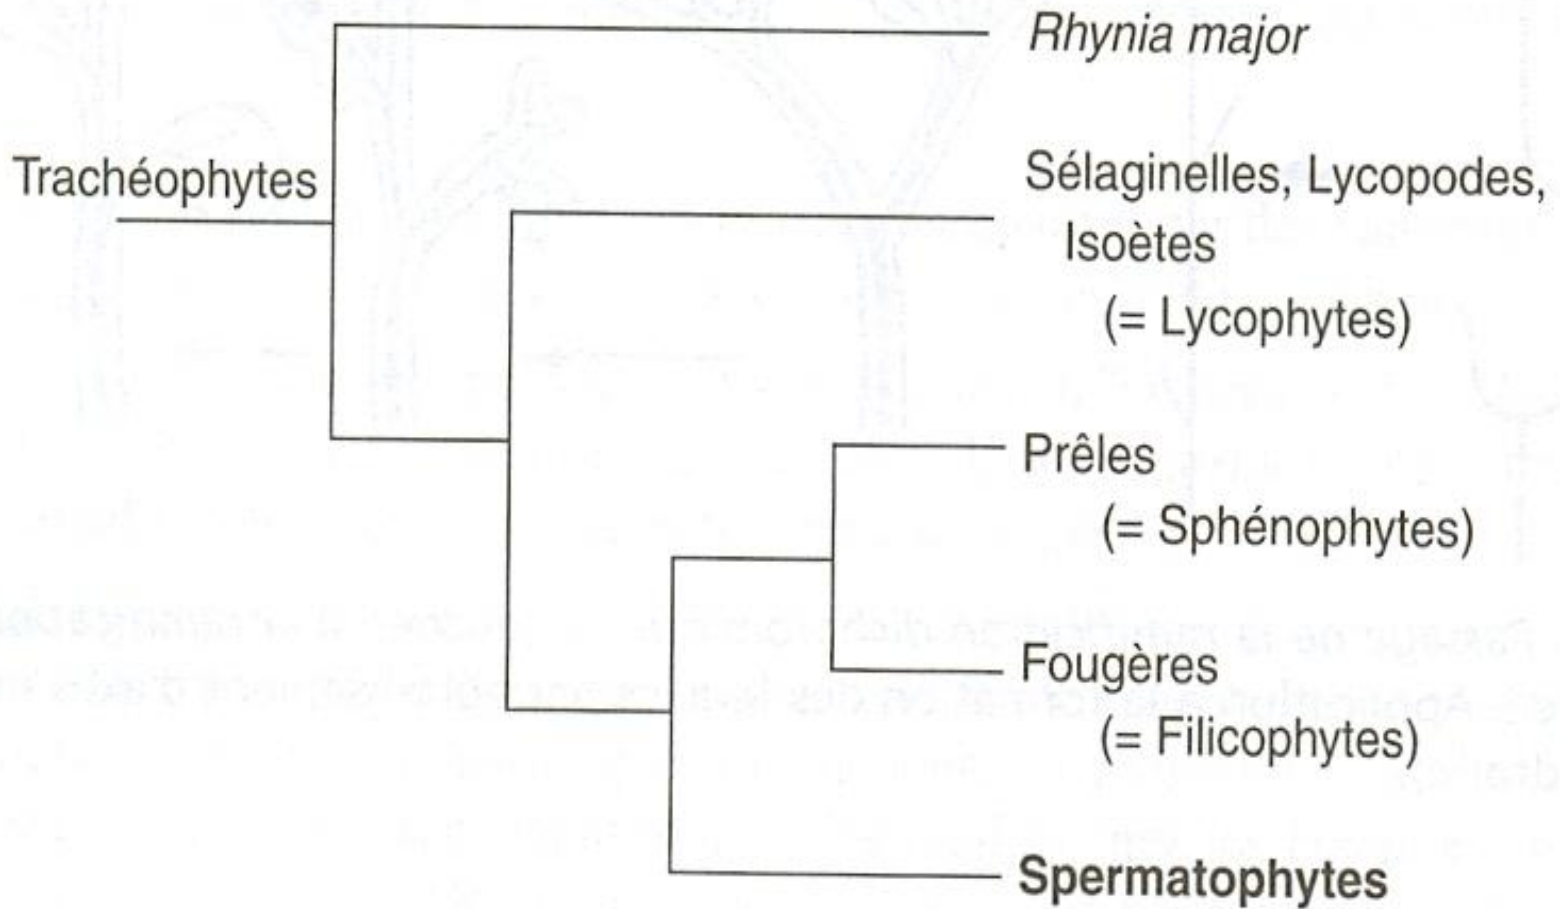 Rhynia major
Trachéophytes
Sélaginelles, Lycopodes,
Isoètes
(= Lycophytes)
Prêles
(= Sphénophytes)
Fougères
(= Filicophytes)
Spermatophytes